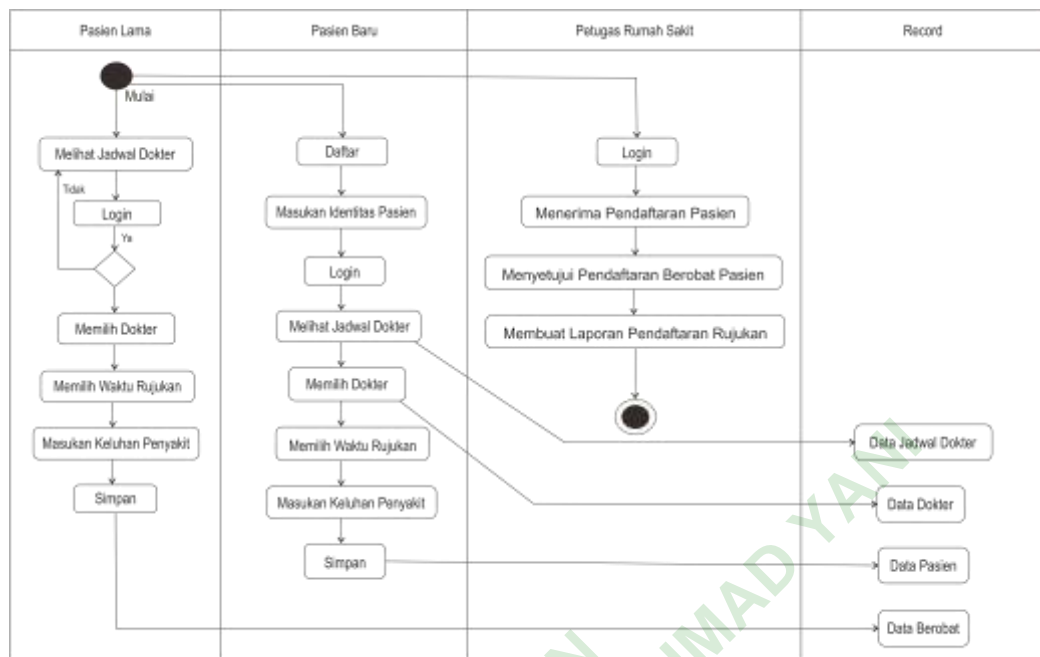 Pasien Lama
Pasien Baru
Petugas Rumah Sakit
Record
Mulai
Melihat Jadwal Dokter
Tidak
Login
Ya
Memilih Dokter
Memilih Waktu Rujukan
Masukan Keluhan Penyakit
Simpan
Daftar
Masukan Identitas Pasien
Login
Melihat Jadwal Dokter
Memilih Dokter
Memilih Waktu Rujukan
Masukan Keluhan Penyakit
Simpan
Login
Menerima Pendaftaran Pasien
Menyetujui Pendaftaran Berobat Pasien
Membuat Laporan Pendaftaran Rujukan
Data Jadwal Dokter
Data Dokter
Data Pasien
Data Berobat
MAD YANI